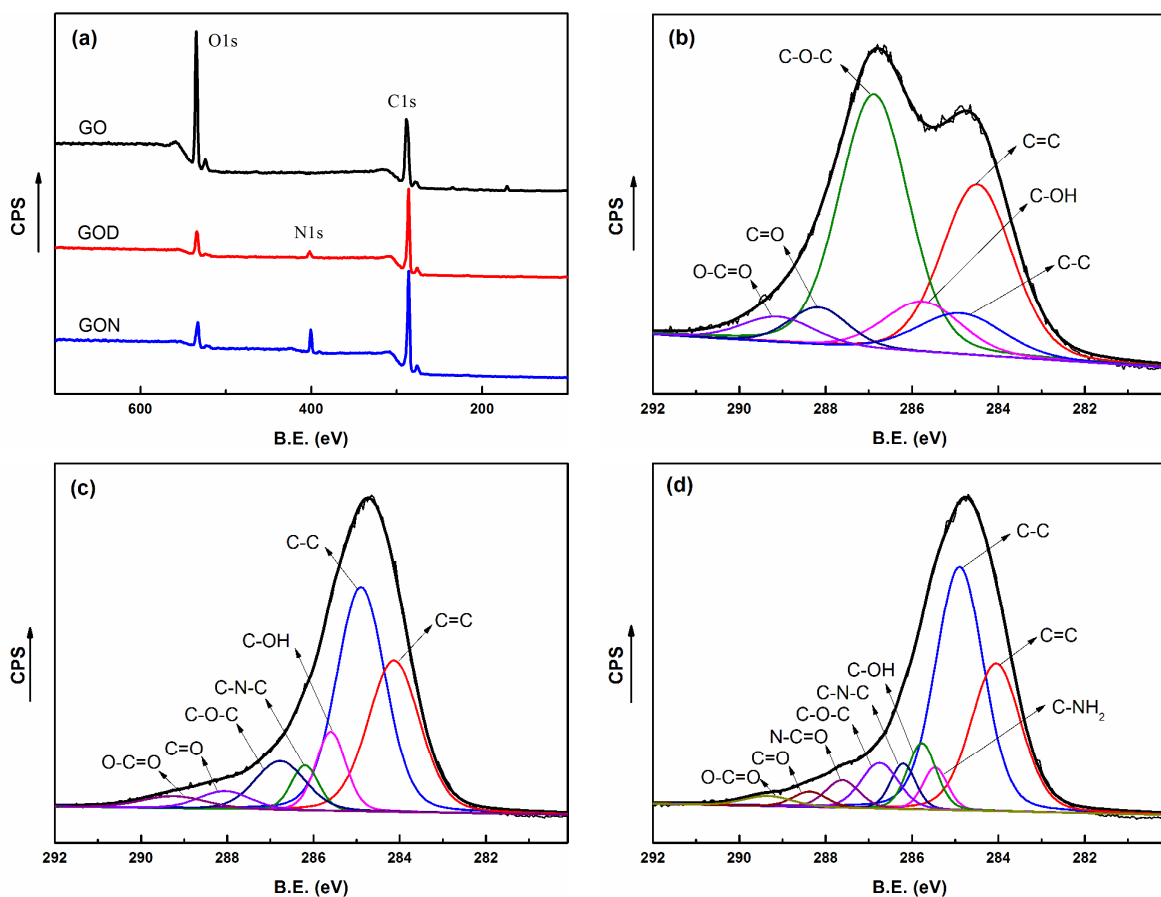 (a)
O1s
C1s
GO
N1s
GOD
GON
CPS
600 400 200
B.E. (eV)
(b)
C-O-C
C=C
C-OH
C=O
C-C
O-C=O
CPS
292 290 288 286 284 282
B.E. (eV)
(c)
C-C
C=C
C-OH
C-N-C
C-O-C
C=O
O-C=O
CPS
292 290 288 286 284 282
B.E. (eV)
(d)
C-C
C=C
C-OH
C-N-C
C-NH2
C-O-C
N-C=O
C=O
O-C=O
CPS
292 290 288 286 284 282
B.E. (eV)